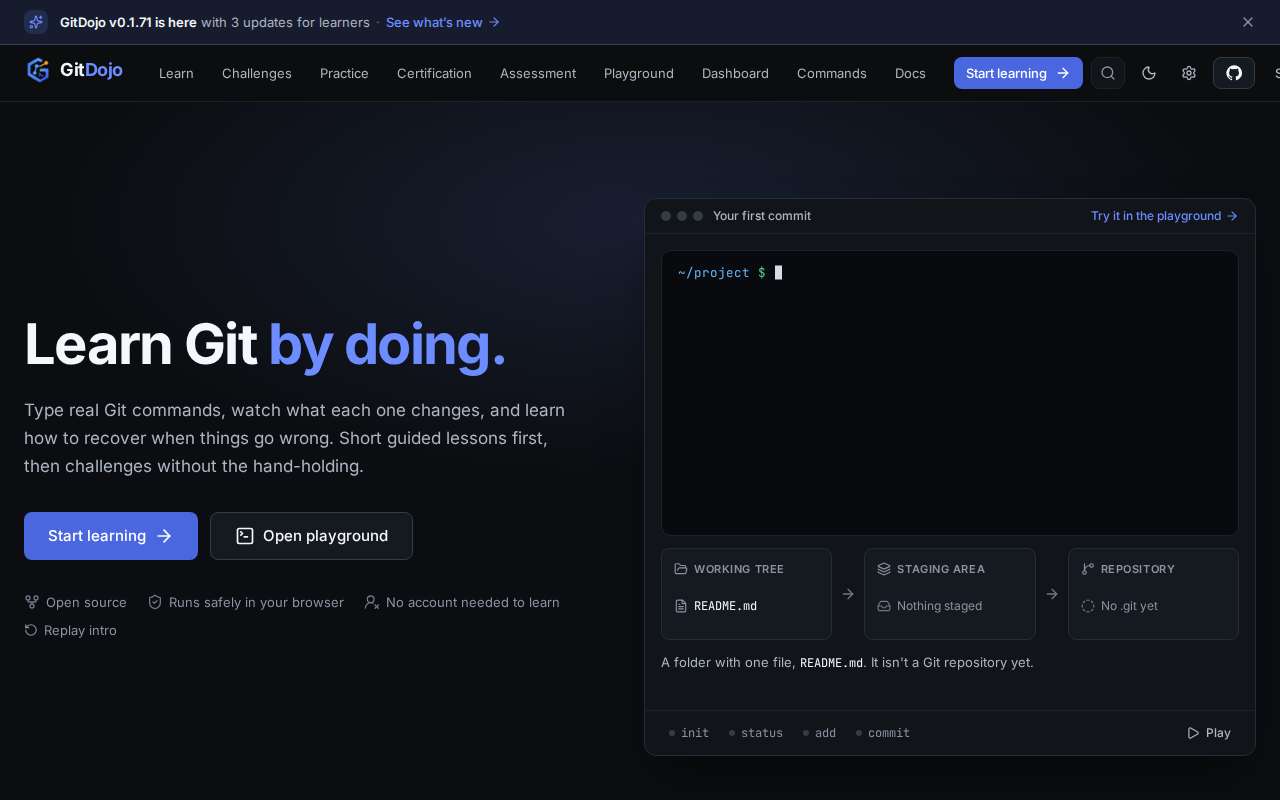 GitDojo v0.1.71 is here with 3 updates for learners · See what's new →
GitDojo
Learn Challenges Practice Certification Assessment Playground Dashboard Commands Docs Start learning →
Your first commit
Try it in the playground →
~/project $
Learn Git by doing.
Type real Git commands, watch what each one changes, and learn
how to recover when things go wrong. Short guided lessons first,
then challenges without the hand-holding.
Start learning →
Open playground
Open source Runs safely in your browser No account needed to learn
Replay intro
WORKING TREE
README.md
STAGING AREA
Nothing staged
REPOSITORY
No .git yet
A folder with one file, README.md. It isn't a Git repository yet.
init status add commit
Play